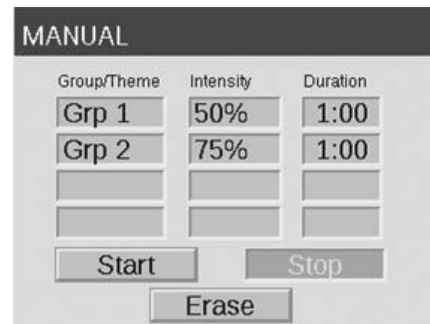 MANUAL
Group/Theme Intensity Duration
Grp 1 50% 1:00
Grp 2 75% 1:00
Start Stop
Erase